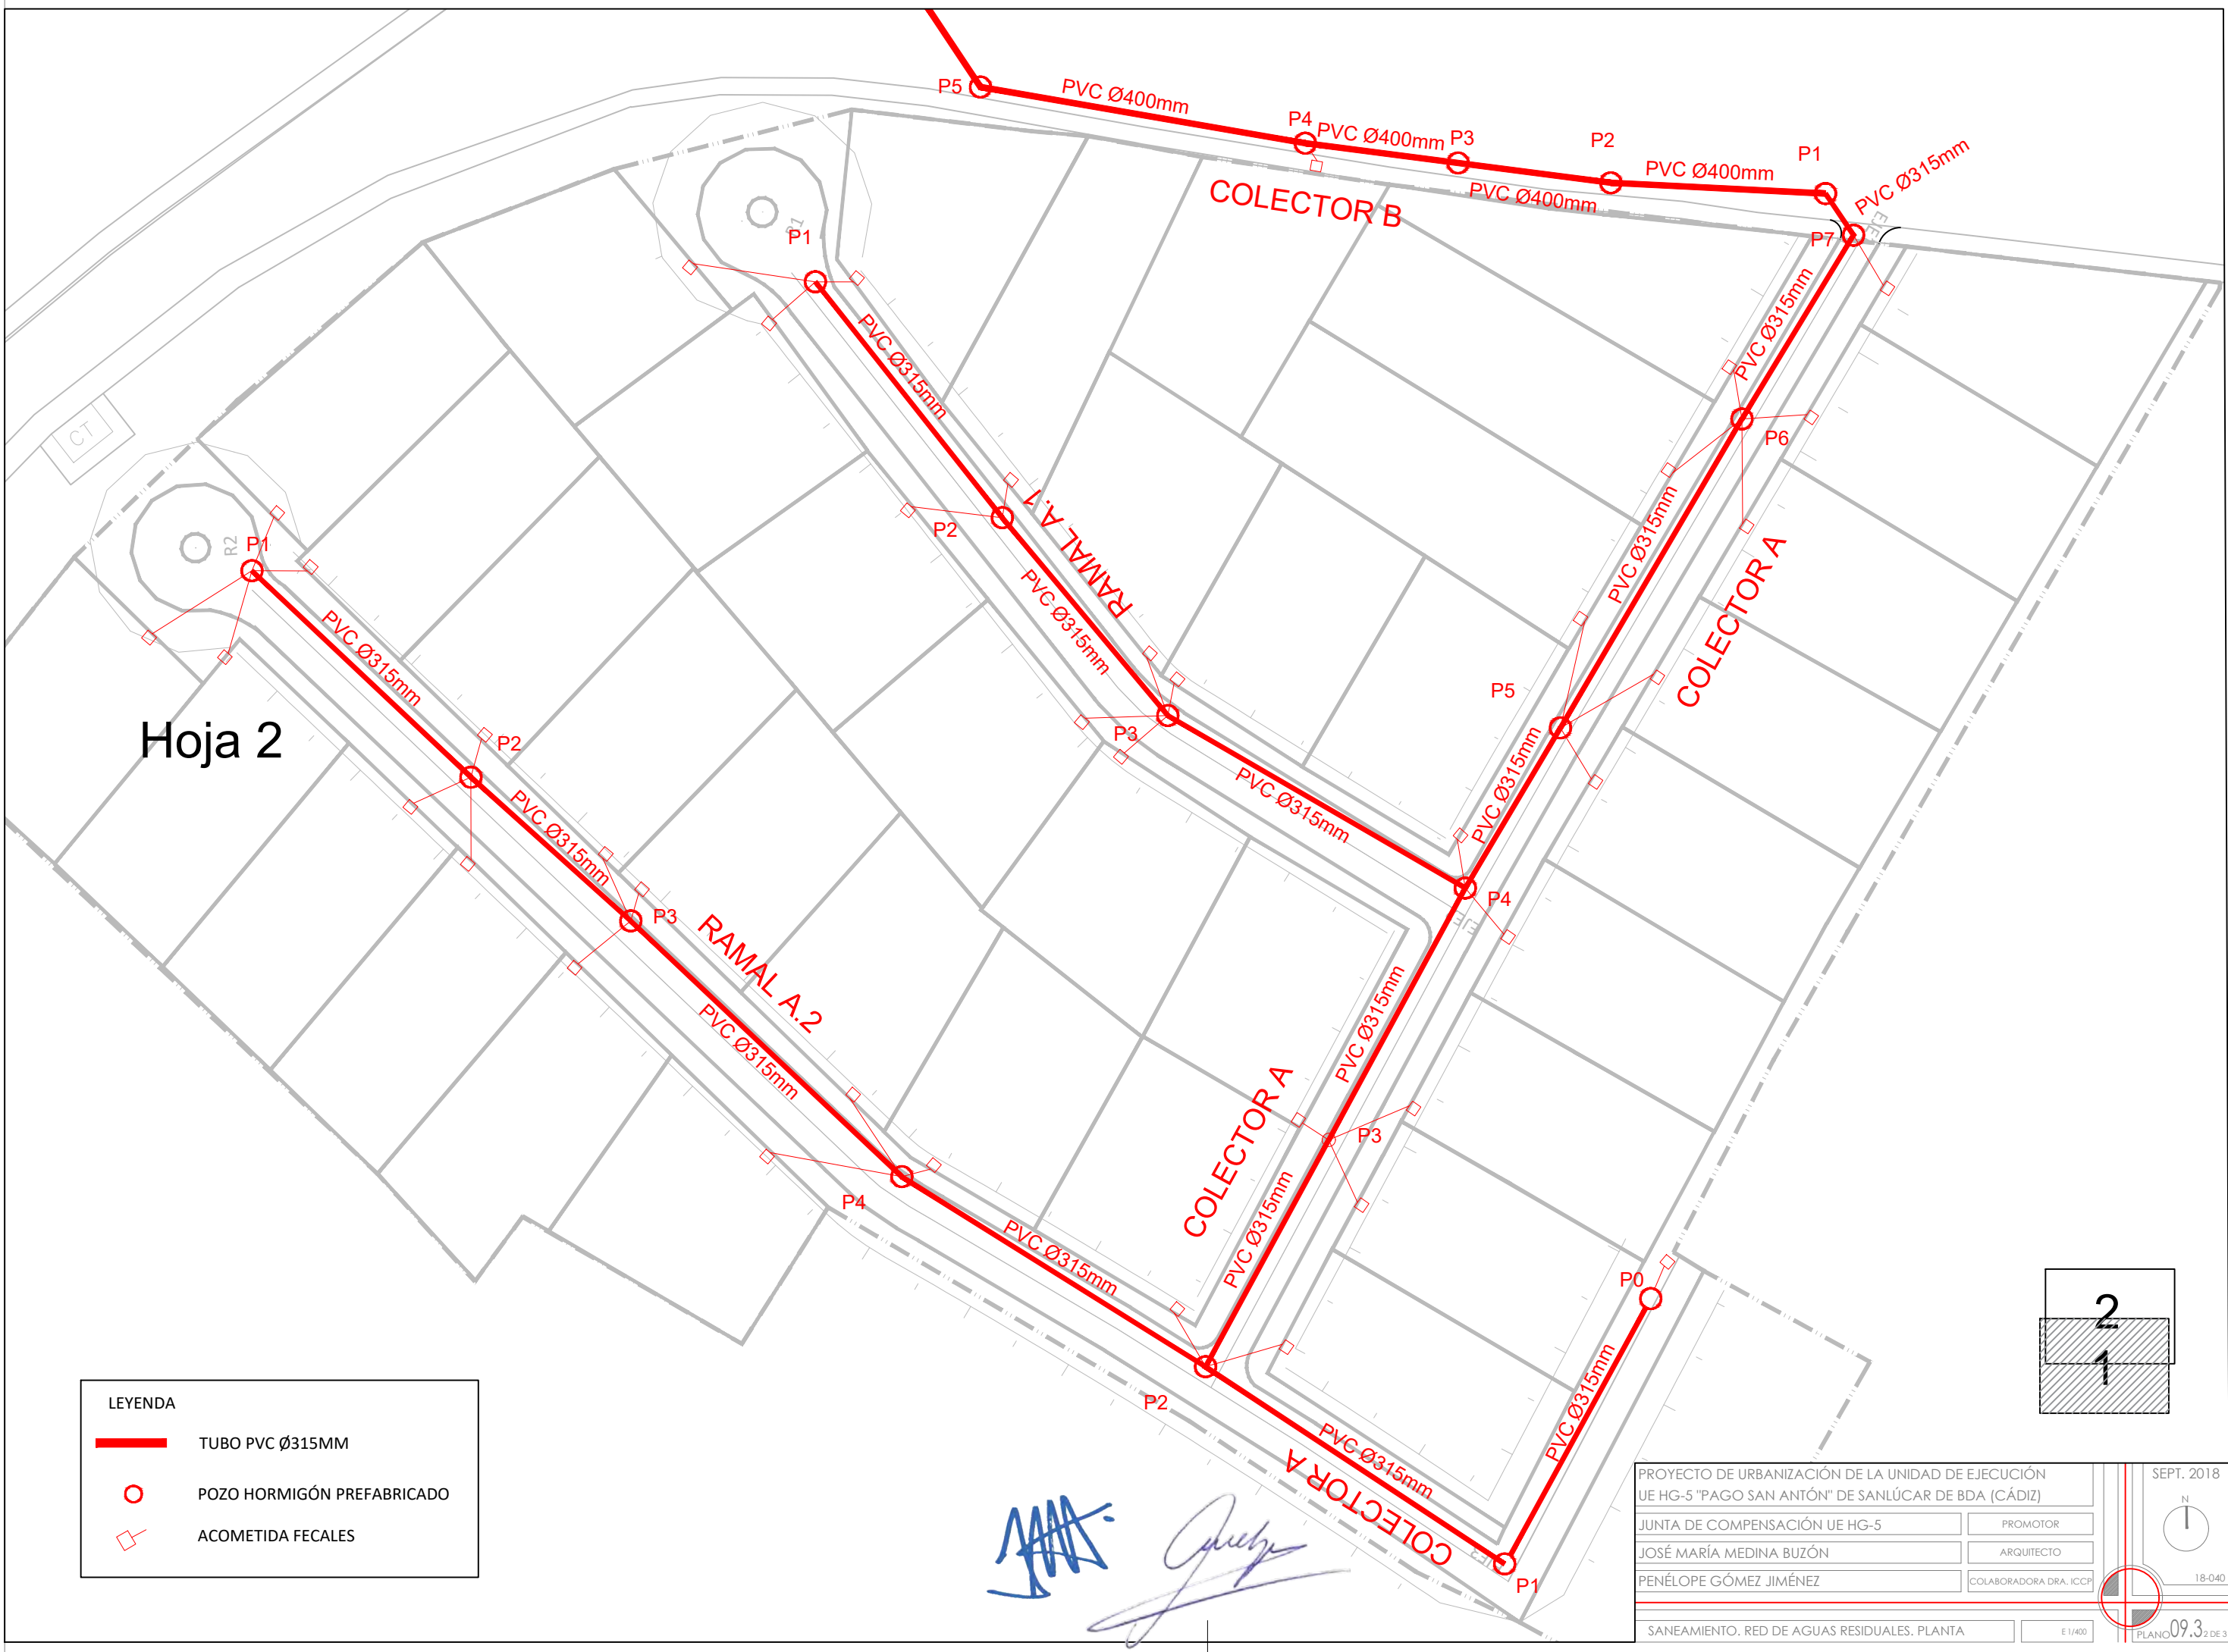 P5
PVC Ø400mm
P4
PVC Ø400mm
P3
P2
PVC Ø400mm
PVC Ø400mm
P1
PVC Ø315mm
COLECTOR B
P7
P1
PVC Ø315mm
PVC Ø315mm
P6
CT
P2
RAMAL A.1
PVC Ø315mm
PVC Ø315mm
COLECTOR A
R2
P1
PVC Ø315mm
P5
P3
PVC Ø315mm
PVC Ø315mm
Hoja 2
P2
PVC Ø315mm
P4
P3
RAMAL A.2
PVC Ø315mm
PVC Ø315mm
COLECTOR A
P3
P4
PVC Ø315mm
PVC Ø315mm
P0
P2
PVC Ø315mm
PVC Ø315mm
COLECTOR A
P1
2
1
LEYENDA
TUBO PVC Ø315MM
POZO HORMIGÓN PREFABRICADO
ACOMETIDA FECALES
PROYECTO DE URBANIZACIÓN DE LA UNIDAD DE EJECUCIÓN
UE HG-5 "PAGO SAN ANTÓN" DE SANLÚCAR DE BDA (CÁDIZ)
SEPT. 2018
N
JUNTA DE COMPENSACIÓN UE HG-5
PROMOTOR
JOSÉ MARÍA MEDINA BUZÓN
ARQUITECTO
PENÉLOPE GÓMEZ JIMÉNEZ
COLABORADORA DRA. ICCP
18-040
SANEAMIENTO. RED DE AGUAS RESIDUALES. PLANTA
E 1/400
PLANO 09.3 2 DE 3